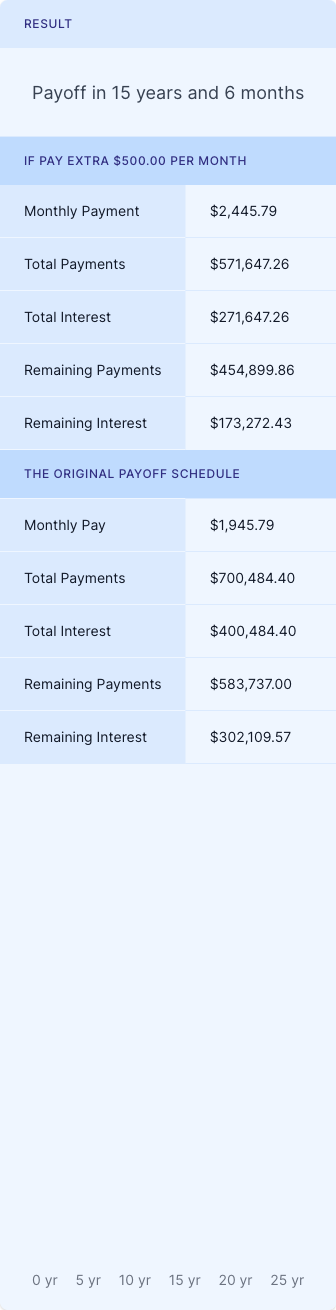 RESULT
Payoff in 15 years and 6 months
IF PAY EXTRA $500.00 PER MONTH
Monthly Payment $2,445.79
Total Payments $571,647.26
Total Interest $271,647.26
Remaining Payments $454,899.86
Remaining Interest $173,272.43
THE ORIGINAL PAYOFF SCHEDULE
Monthly Pay $1,945.79
Total Payments $700,484.40
Total Interest $400,484.40
Remaining Payments $583,737.00
Remaining Interest $302,109.57
0 yr 5 yr 10 yr 15 yr 20 yr 25 yr